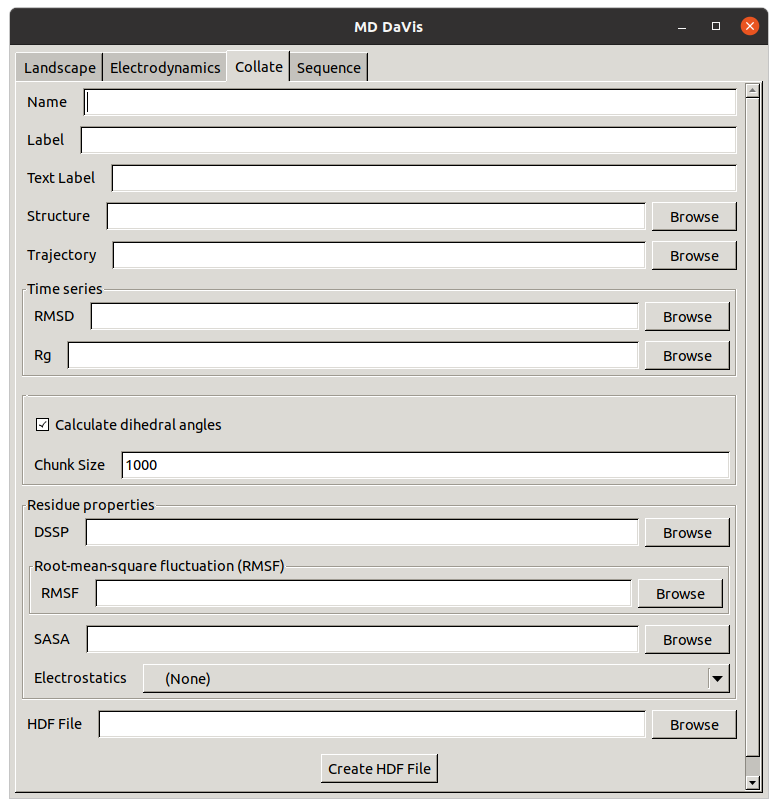 MD DaVis
Landscape Electrodynamics Collate Sequence
Name
Label
Text Label
Structure Browse
Trajectory Browse
Time series
RMSD Browse
Rg Browse
Calculate dihedral angles
Chunk Size 1000
Residue properties
DSSP Browse
Root-mean-square fluctuation (RMSF)
RMSF Browse
SASA Browse
Electrostatics (None)
HDF File Browse
Create HDF File